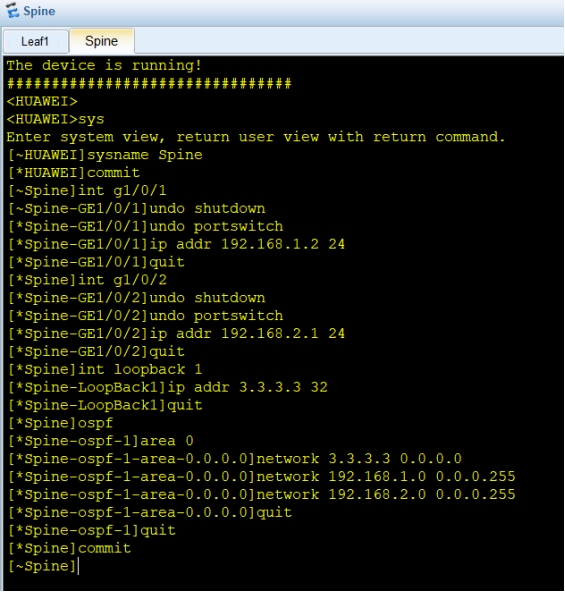 Spine
Leaf1
Spine
The device is running!
################################
<HUAWEI>
<HUAWEI>sys
Enter system view, return user view with return command.
[~HUAWEI]sysname Spine
[*HUAWEI]commit
[~Spine]int g1/0/1
[~Spine-GE1/0/1]undo shutdown
[*Spine-GE1/0/1]undo portswitch
[*Spine-GE1/0/1]ip addr 192.168.1.2 24
[*Spine-GE1/0/1]quit
[*Spine]int g1/0/2
[*Spine-GE1/0/2]undo shutdown
[*Spine-GE1/0/2]undo portswitch
[*Spine-GE1/0/2]ip addr 192.168.2.1 24
[*Spine-GE1/0/2]quit
[*Spine]int loopback 1
[*Spine-LoopBack1]ip addr 3.3.3.3 32
[*Spine-LoopBack1]quit
[*Spine]ospf
[*Spine-ospf-1]area 0
[*Spine-ospf-1-area-0.0.0.0]network 3.3.3.3 0.0.0.0
[*Spine-ospf-1-area-0.0.0.0]network 192.168.1.0 0.0.0.255
[*Spine-ospf-1-area-0.0.0.0]network 192.168.2.0 0.0.0.255
[*Spine-ospf-1-area-0.0.0.0]quit
[*Spine-ospf-1]quit
[*Spine]commit
[~Spine]